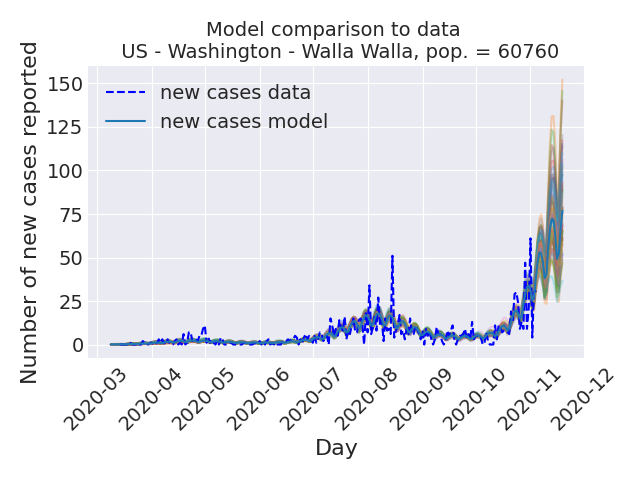 Model comparison to data
US - Washington - Walla Walla, pop. = 60760
Number of new cases reported
150
125
100
75
50
25
0
new cases data
new cases model
2020-03
2020-04
2020-05
2020-06
2020-07
2020-08
2020-09
2020-10
2020-11
2020-12
Day